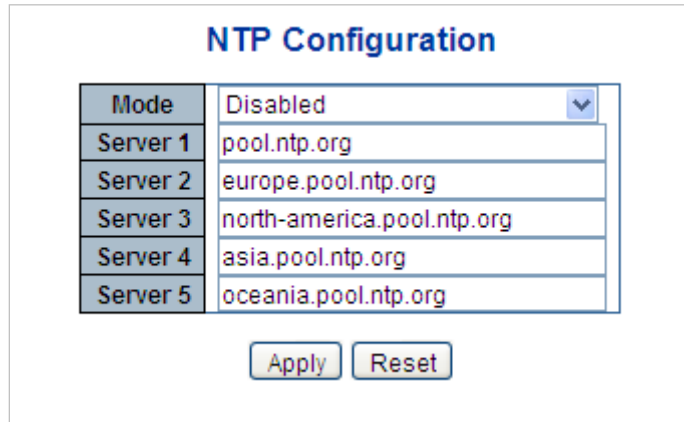 NTP Configuration
Mode Disabled
Server 1 pool.ntp.org
Server 2 europe.pool.ntp.org
Server 3 north-america.pool.ntp.org
Server 4 asia.pool.ntp.org
Server 5 oceania.pool.ntp.org
Apply Reset